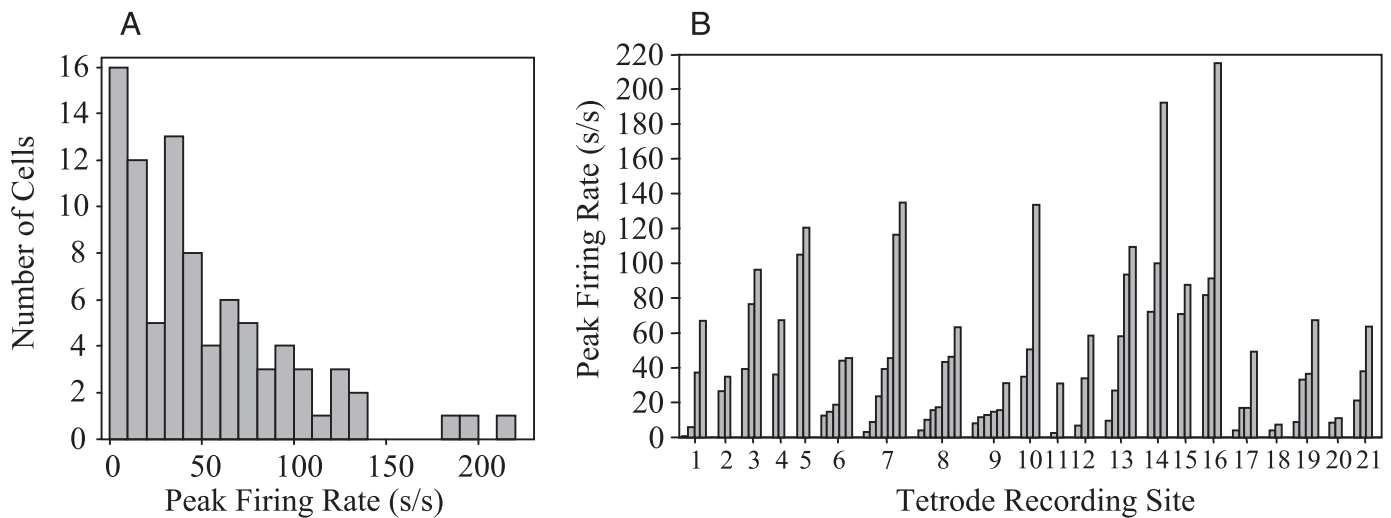 A
Number of Cells
16
14
12
10
8
6
4
2
0
0 50 100 150 200
Peak Firing Rate (s/s)
B
Peak Firing Rate (s/s)
220
200
180
160
140
120
100
80
60
40
20
0
1 2 3 4 5 6 7 8 9 10 11 12 13 14 15 16 17 18 19 20 21
Tetrode Recording Site